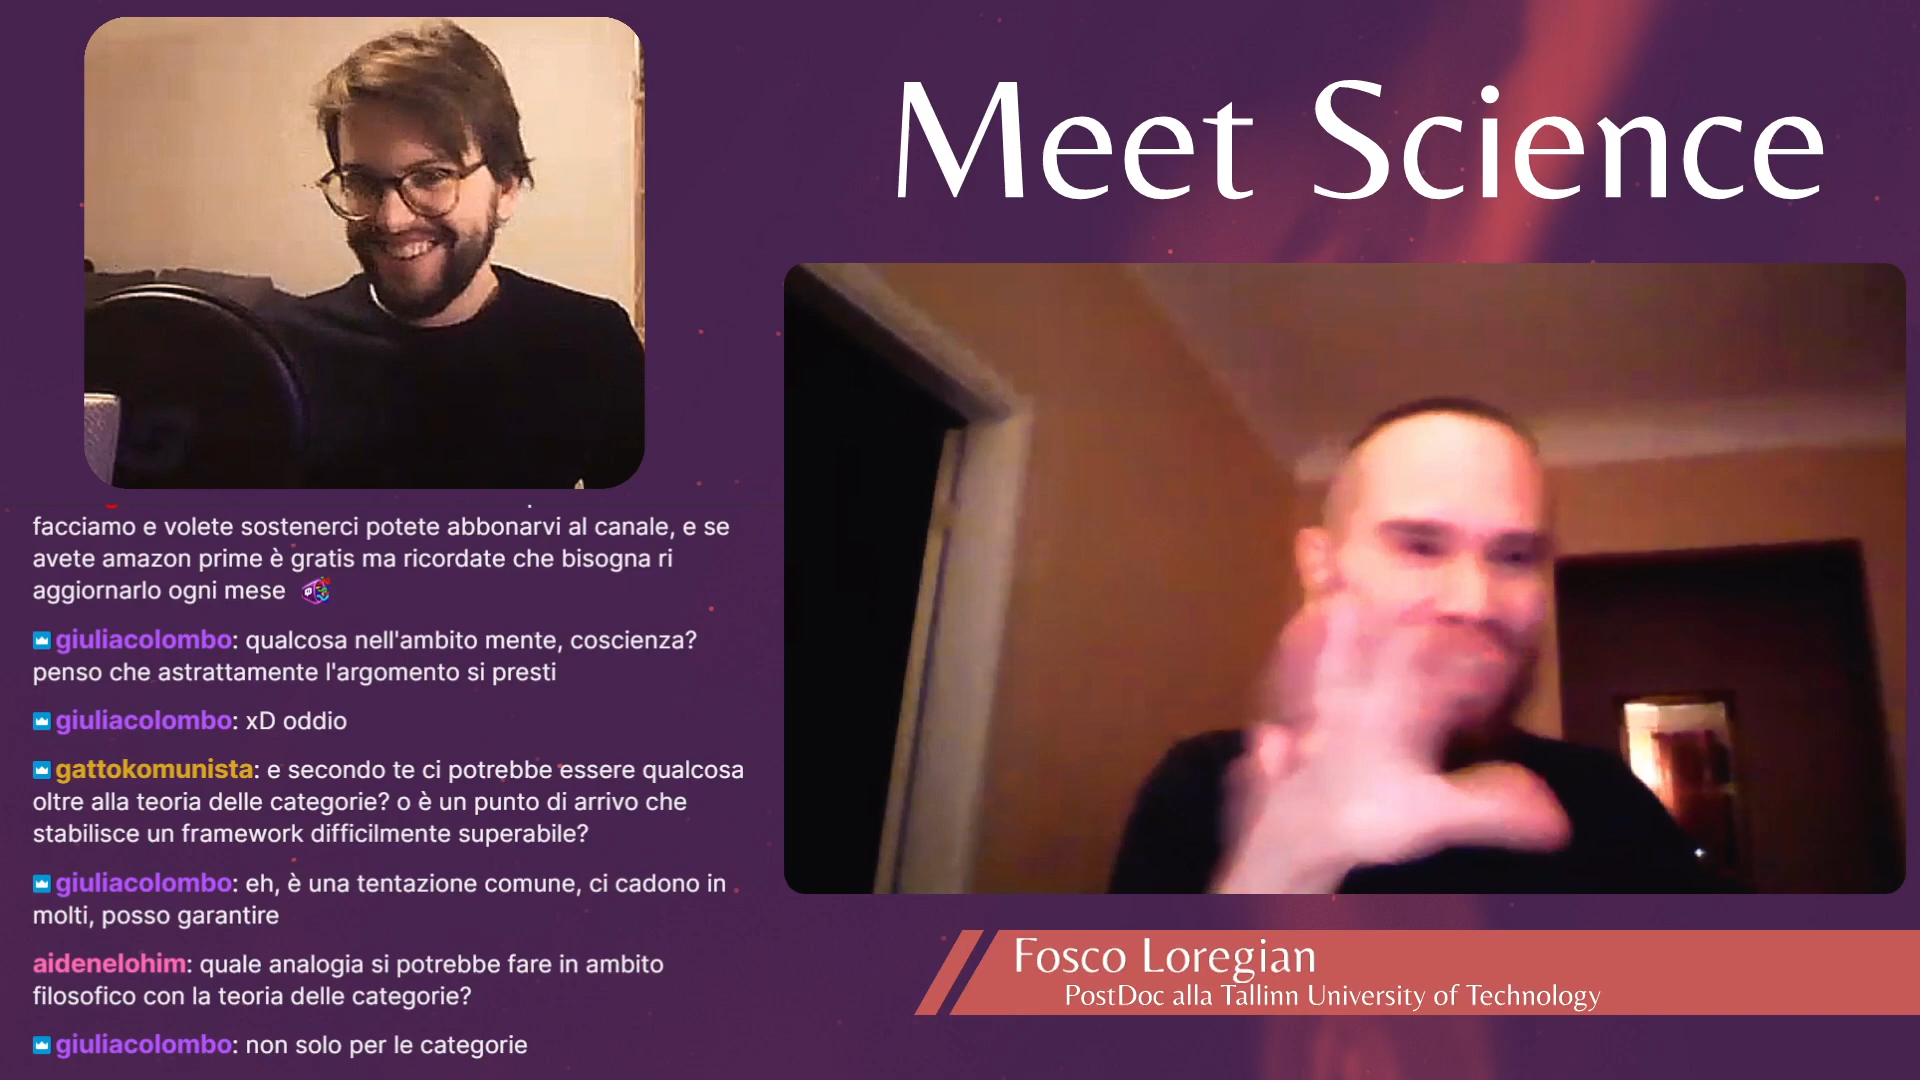 Meet Science
facciamo e volete sostenerci potete abbonarvi al canale, e se
avete amazon prime è gratis ma ricordate che bisogna ri
aggiornarlo ogni mese
giuliacolombo: qualcosa nell'ambito mente, coscienza?
penso che astrattamente l'argomento si presti
giuliacolombo: xD oddio
gattokomunista: e secondo te ci potrebbe essere qualcosa
oltre alla teoria delle categorie? o è un punto di arrivo che
stabilisce un framework difficilmente superabile?
giuliacolombo: eh, è una tentazione comune, ci cadono in
molti, posso garantire
aidenelohim: quale analogia si potrebbe fare in ambito
filosofico con la teoria delle categorie?
giuliacolombo: non solo per le categorie
Fosco Loregian
PostDoc alla Tallinn University of Technology